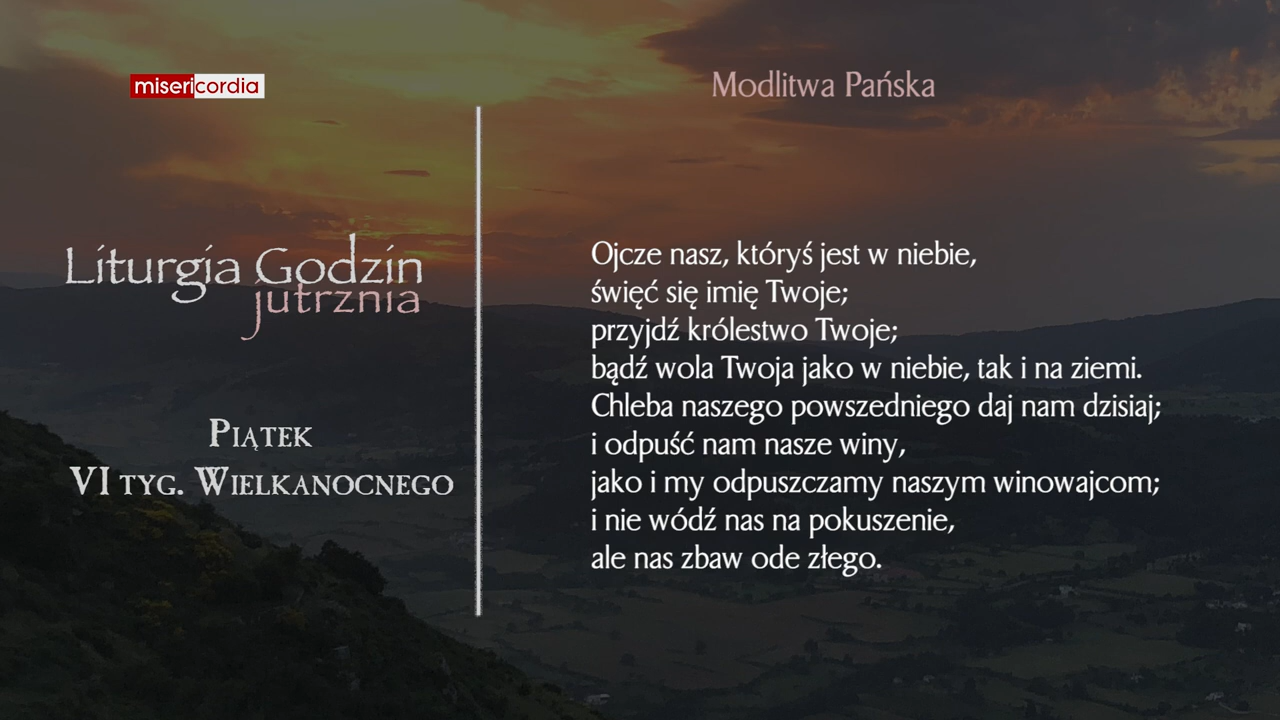 misericordia
Liturgia Godzin
jutrznia
Piątek
VI tyg. Wielkanocnego
Modlitwa Pańska
Ojcze nasz, któryś jest w niebie,
święć się imię Twoje;
przyjdź królestwo Twoje;
bądź wola Twoja jako w niebie, tak i na ziemi.
Chleba naszego powszedniego daj nam dzisiaj;
i odpuść nam nasze winy,
jako i my odpuszczamy naszym winowajcom;
i nie wódź nas na pokuszenie,
ale nas zbaw ode złego.